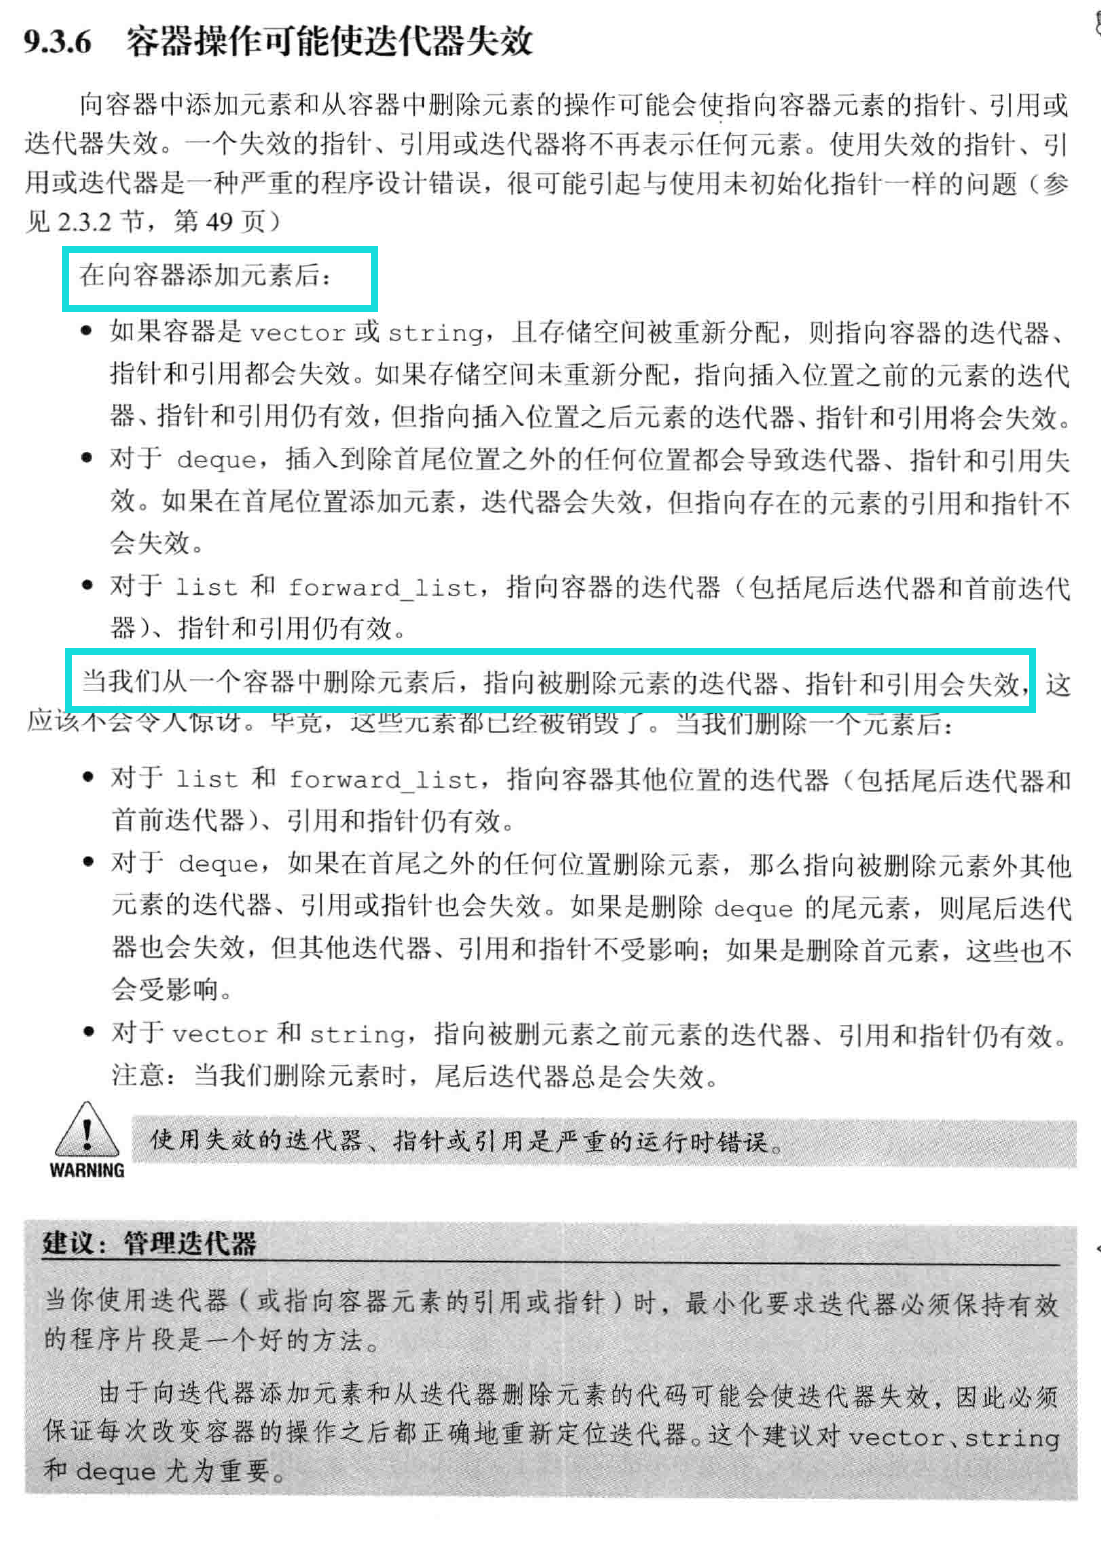 9.3.6 容器操作可能使迭代器失效
向容器中添加元素和从容器中删除元素的操作可能会使指向容器元素的指针、引用或
迭代器失效。一个失效的指针、引用或迭代器将不再表示任何元素。使用失效的指针、引
用或迭代器是一种严重的程序设计错误，很可能引起与使用未初始化指针一样的问题（参
见 2.3.2 节，第 49 页）
在向容器添加元素后：
● 如果容器是 vector 或 string，且存储空间被重新分配，则指向容器的迭代器、
指针和引用都会失效。如果存储空间未重新分配，指向插入位置之前的元素的迭代
器、指针和引用仍有效，但指向插入位置之后元素的迭代器、指针和引用将会失效。
● 对于 deque，插入到除首尾位置之外的任何位置都会导致迭代器、指针和引用失
效。如果在首尾位置添加元素，迭代器会失效，但指向存在的元素的引用和指针不
会失效。
● 对于 list 和 forward_list，指向容器的迭代器（包括尾后迭代器和首前迭代
器）、指针和引用仍有效。
当我们从一个容器中删除元素后，指向被删除元素的迭代器、指针和引用会失效，这
应该不会令人惊讶。毕竟，这些元素都已经被销毁了。当我们删除一个元素后：
● 对于 list 和 forward_list，指向容器其他位置的迭代器（包括尾后迭代器和
首前迭代器）、引用和指针仍有效。
● 对于 deque，如果在首尾之外的任何位置删除元素，那么指向被删除元素外其他
元素的迭代器、引用或指针也会失效。如果是删除 deque 的尾元素，则尾后迭代
器也会失效，但其他迭代器、引用和指针不受影响；如果是删除首元素，这些也不
会受影响。
● 对于 vector 和 string，指向被删元素之前元素的迭代器、引用和指针仍有效。
注意：当我们删除元素时，尾后迭代器总是会失效。
使用失效的迭代器、指针或引用是严重的运行时错误。
WARNING
建议：管理迭代器
当你使用迭代器（或指向容器元素的引用或指针）时，最小化要求迭代器必须保持有效
的程序片段是一个好的方法。
由于向迭代器添加元素和从迭代器删除元素的代码可能会使迭代器失效，因此必须
保证每次改变容器的操作之后都正确地重新定位迭代器。这个建议对 vector、string
和 deque 尤为重要。